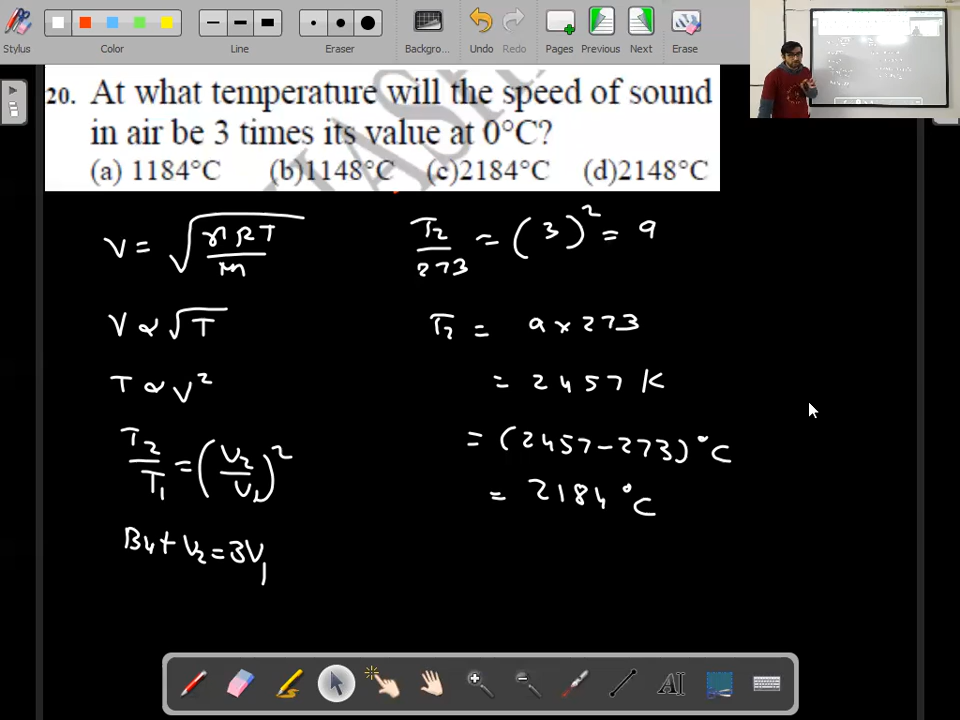 Stylus
Color
Line
Eraser
Backgro...
Undo
Redo
Pages
Previous
Next
Erase
20. At what temperature will the speed of sound
in air be 3 times its value at 0°C?
(a) 1184°C (b)1148°C (c)2184°C (d)2148°C
V = √(γRT/m)
V ∝ √T
T ∝ V²
T₂/T₁ = (V₂/V₁)²
But V₂ = 3V₁
T₂/273 = (3)² = 9
T₂ = 9 × 273
= 2457 K
= (2457 - 273)°C
= 2184 °C
AI